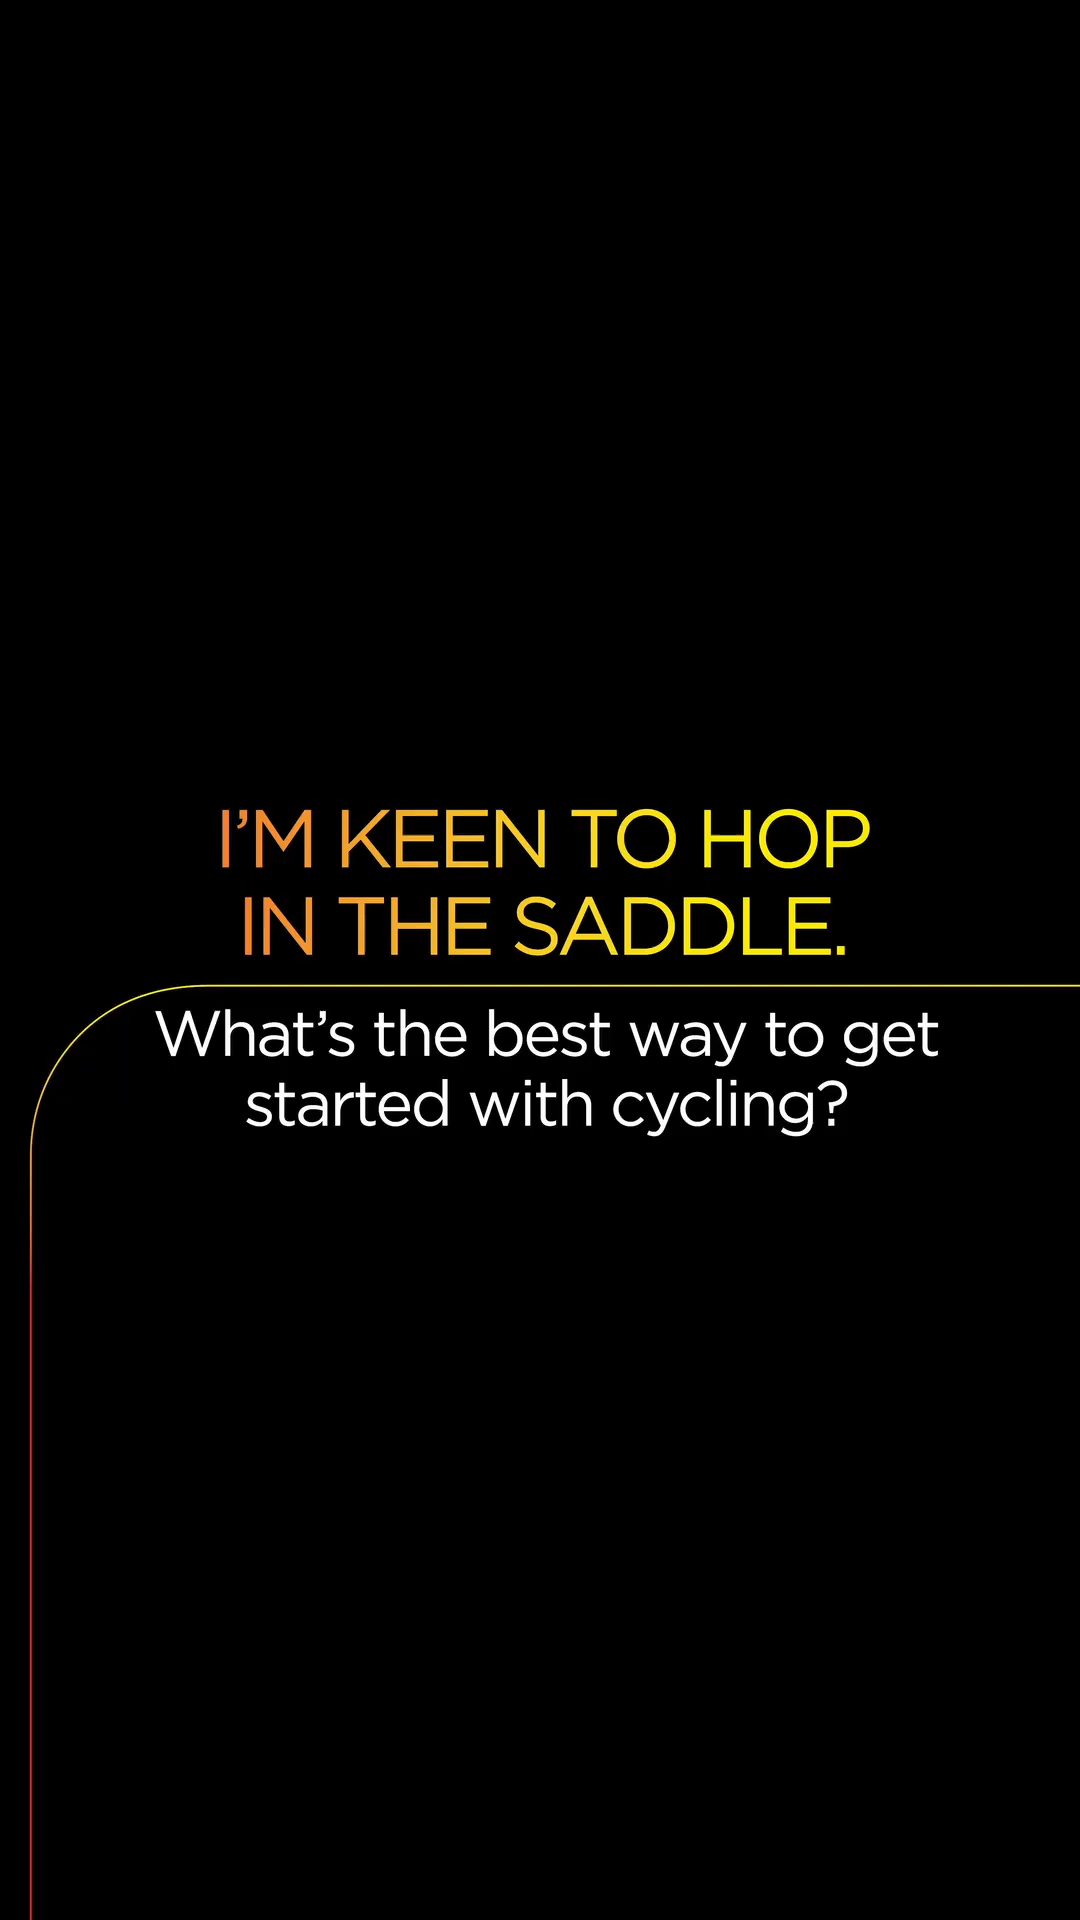 I’M KEEN TO HOP
IN THE SADDLE.
What’s the best way to get
started with cycling?